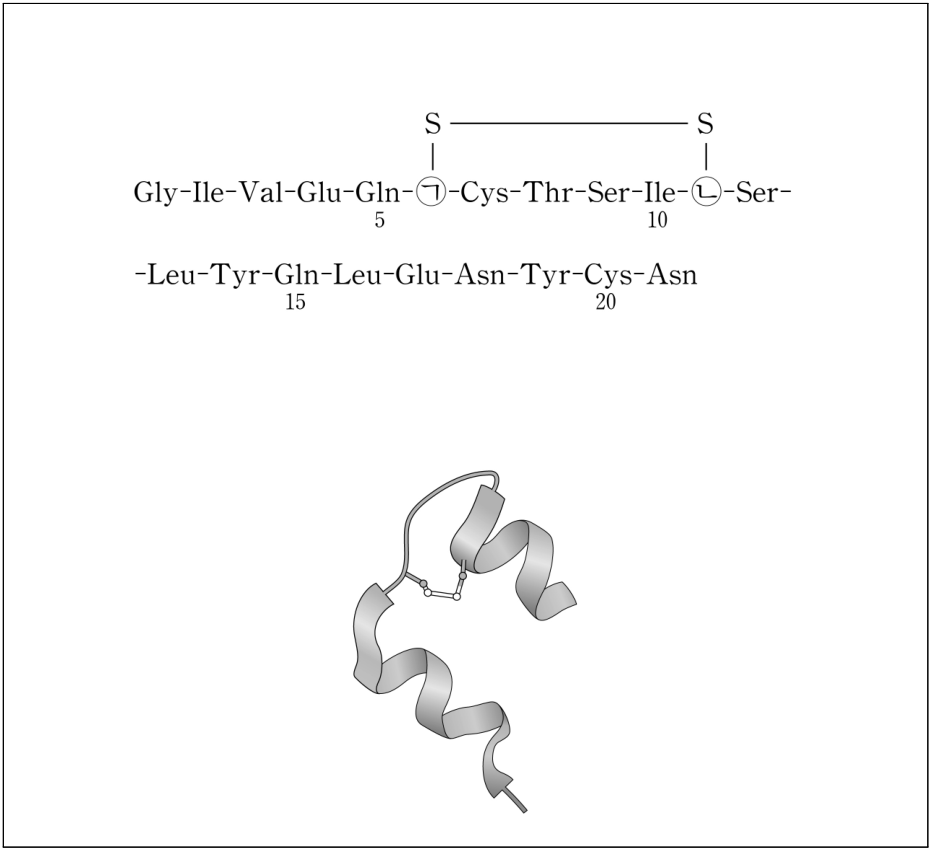 S S
Gly-Ile-Val-Glu-Gln-㉠-Cys-Thr-Ser-Ile-㉡-Ser-
5 10
-Leu-Tyr-Gln-Leu-Glu-Asn-Tyr-Cys-Asn
15 20